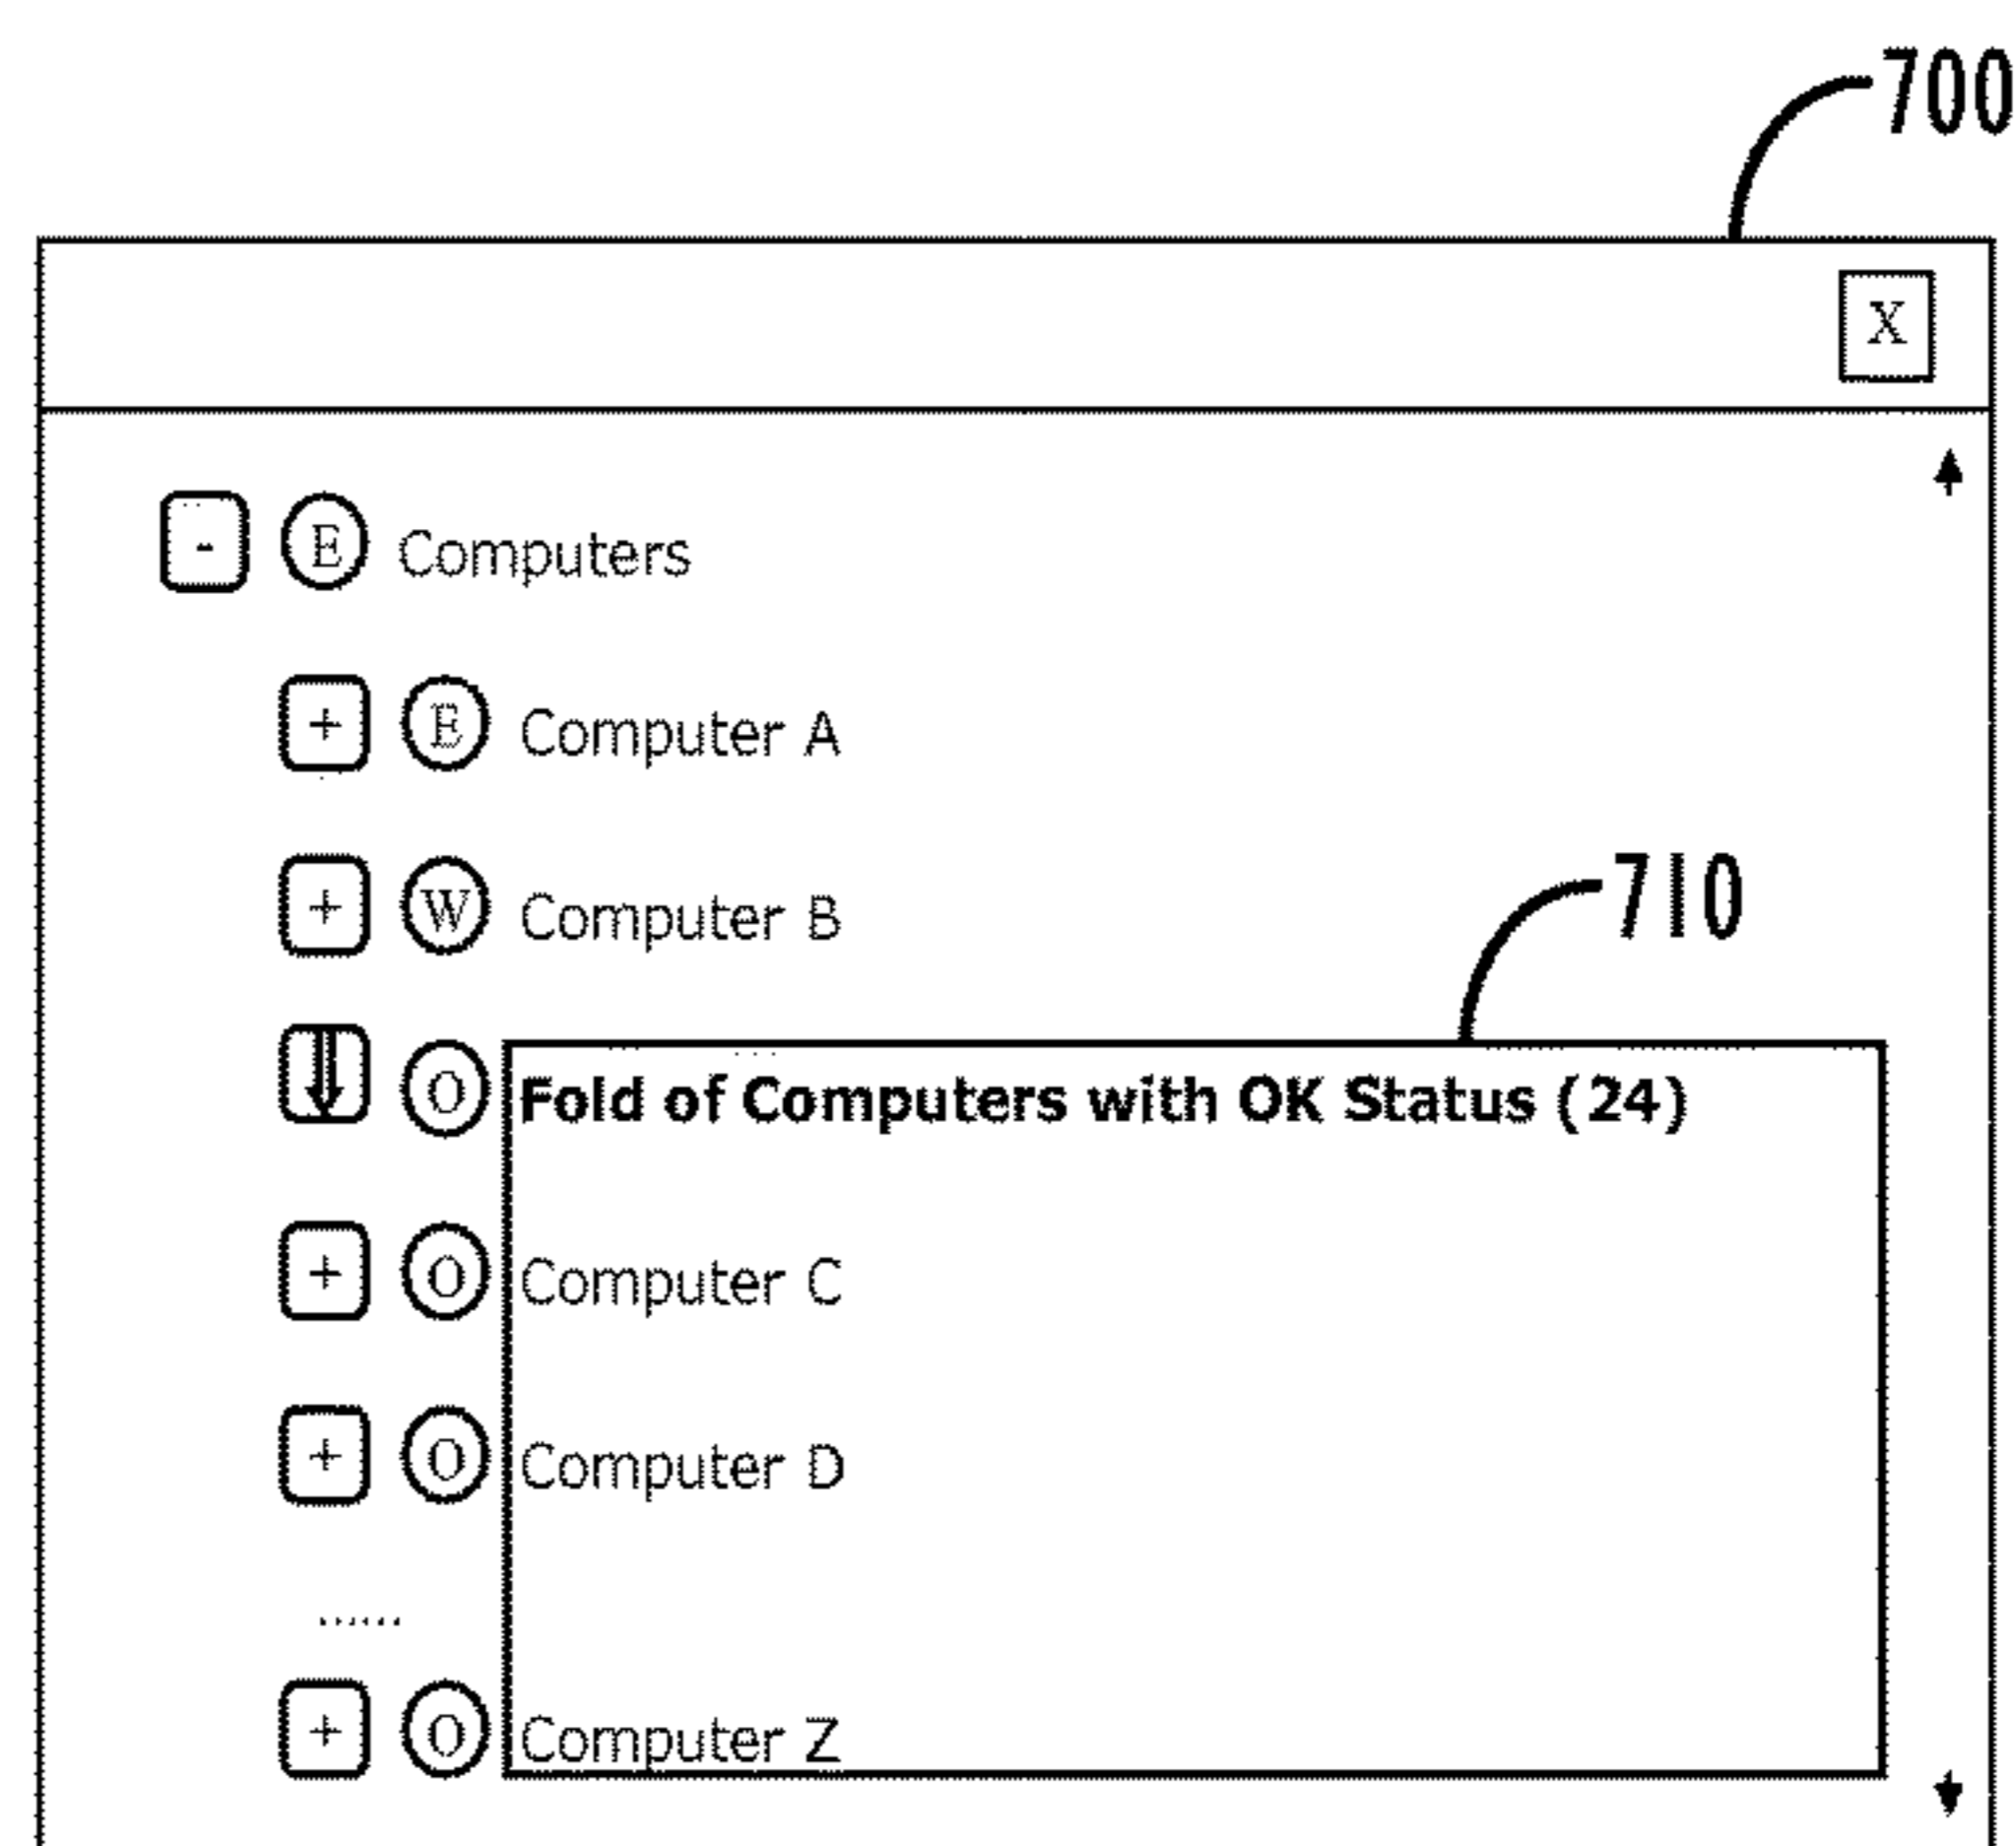 700
X
- E Computers
+ E Computer A
+ W Computer B
710
⇓ O Fold of Computers with OK Status (24)
+ O Computer C
+ O Computer D
......
+ O Computer Z